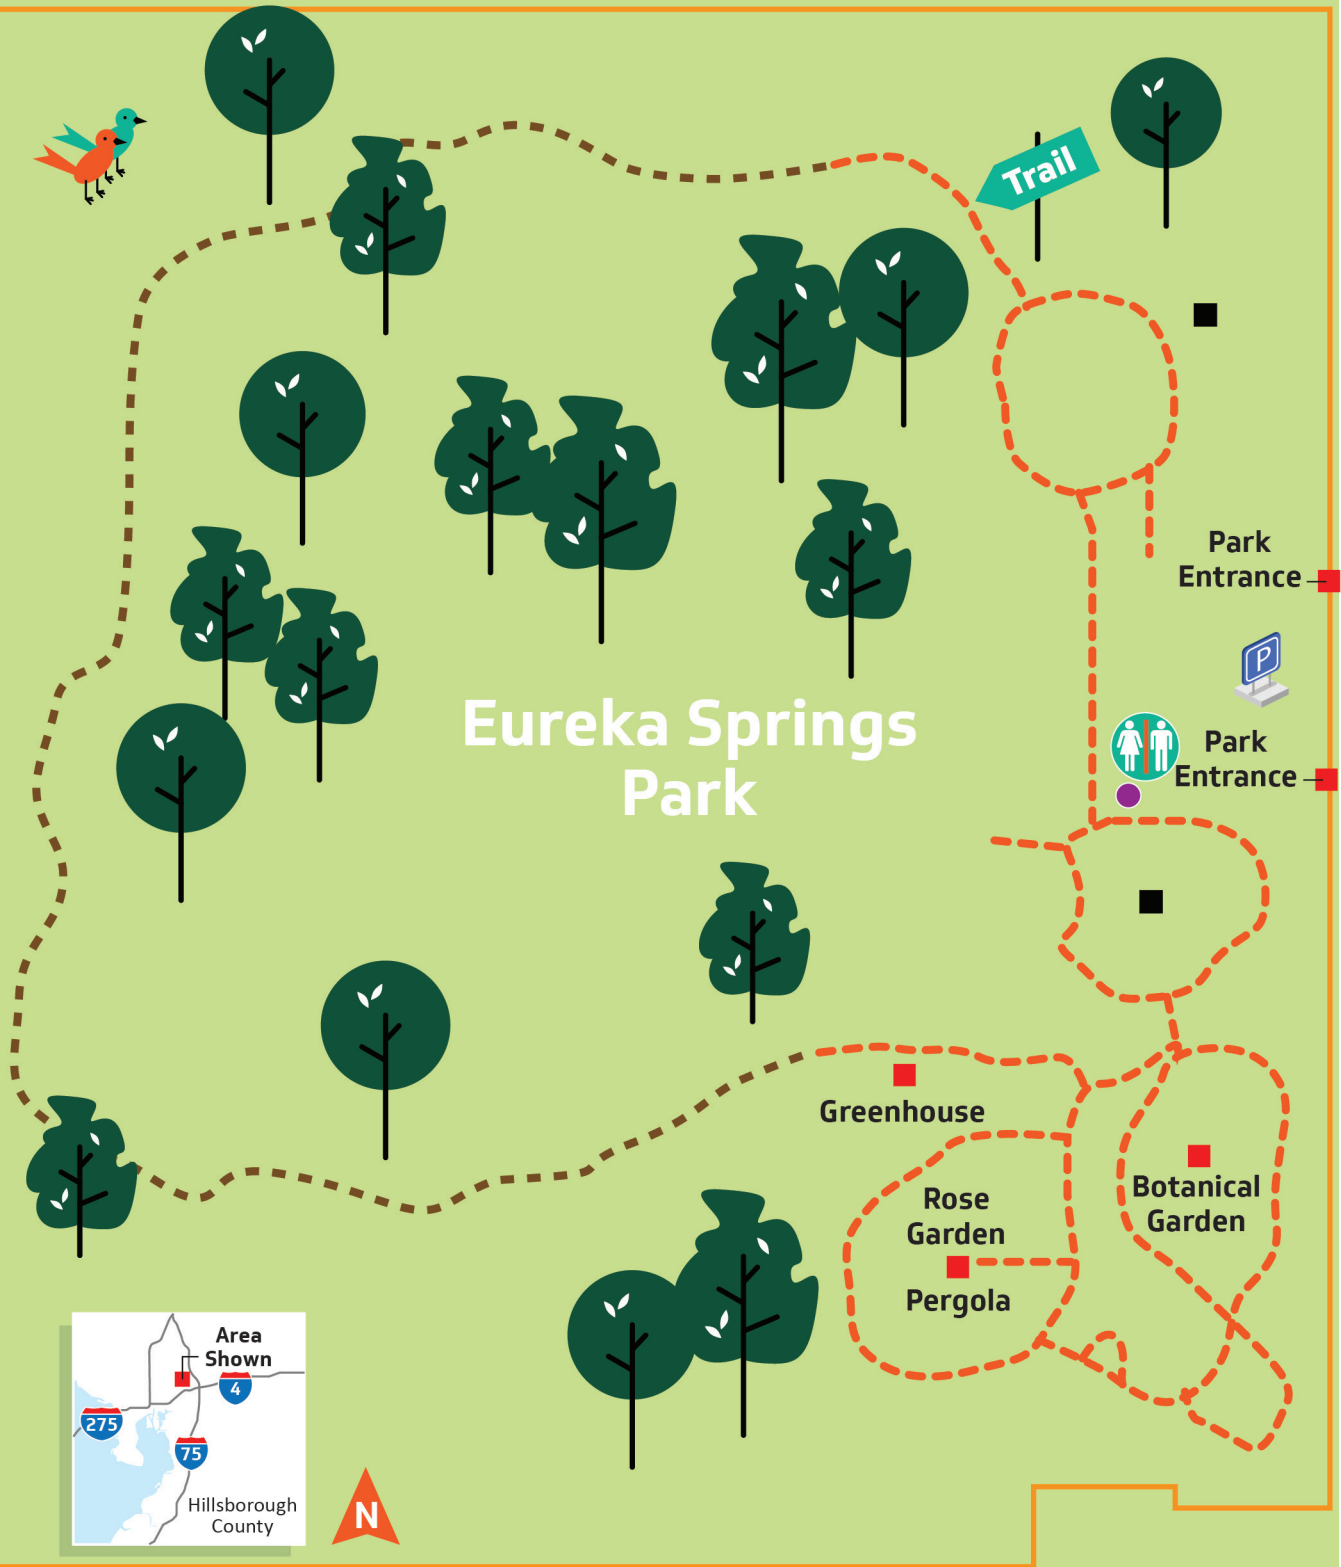 Trail
Park
Entrance
P
Park
Entrance
Eureka Springs
Park
Greenhouse
Botanical
Garden
Rose
Garden
Pergola
Area
Shown
4
275
75
Hillsborough
County
N